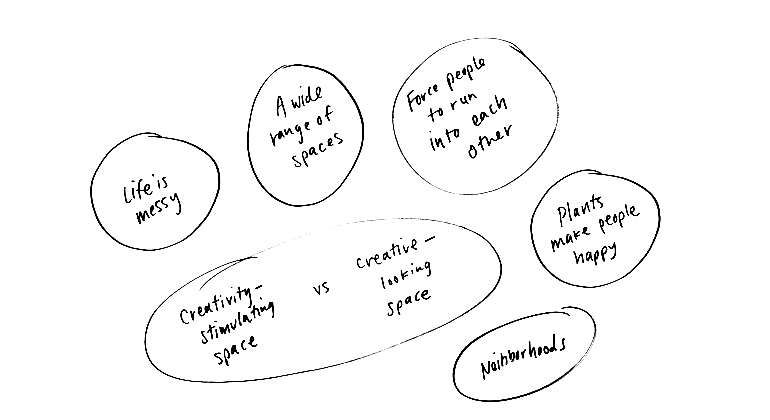 Life is
messy
A wide
range of
spaces
Force people
to run
into each
other
Plants
make people
happy
Creativity-
stimulating
space
vs
Creative-
looking
space
Neihborhoods